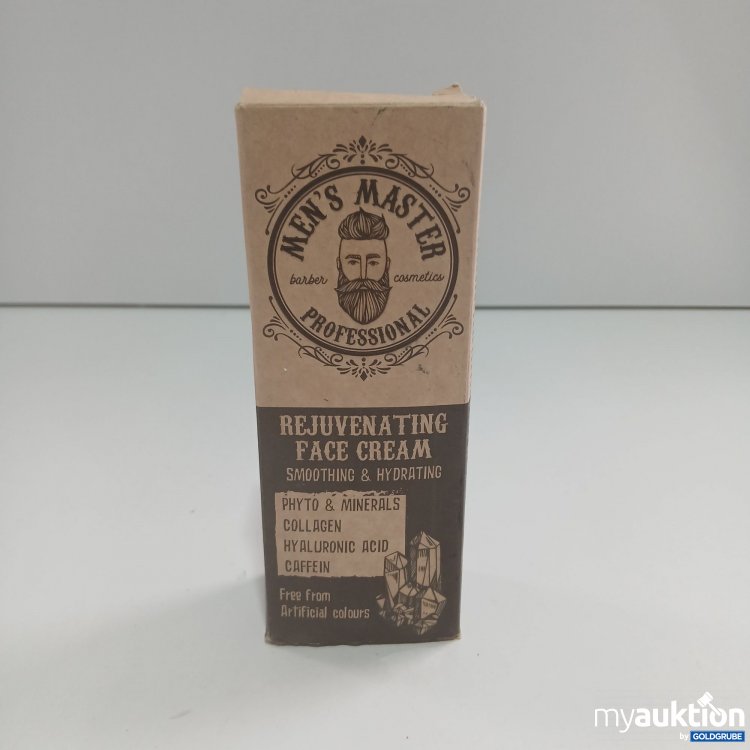 MEN'S MASTER
barber cosmetics
PROFESSIONAL
REJUVENATING
FACE CREAM
SMOOTHING & HYDRATING
PHYTO & MINERALS
COLLAGEN
HYALURONIC ACID
CAFFEIN
Free from
Artificial colours
myauktion
by GOLDGRUBE